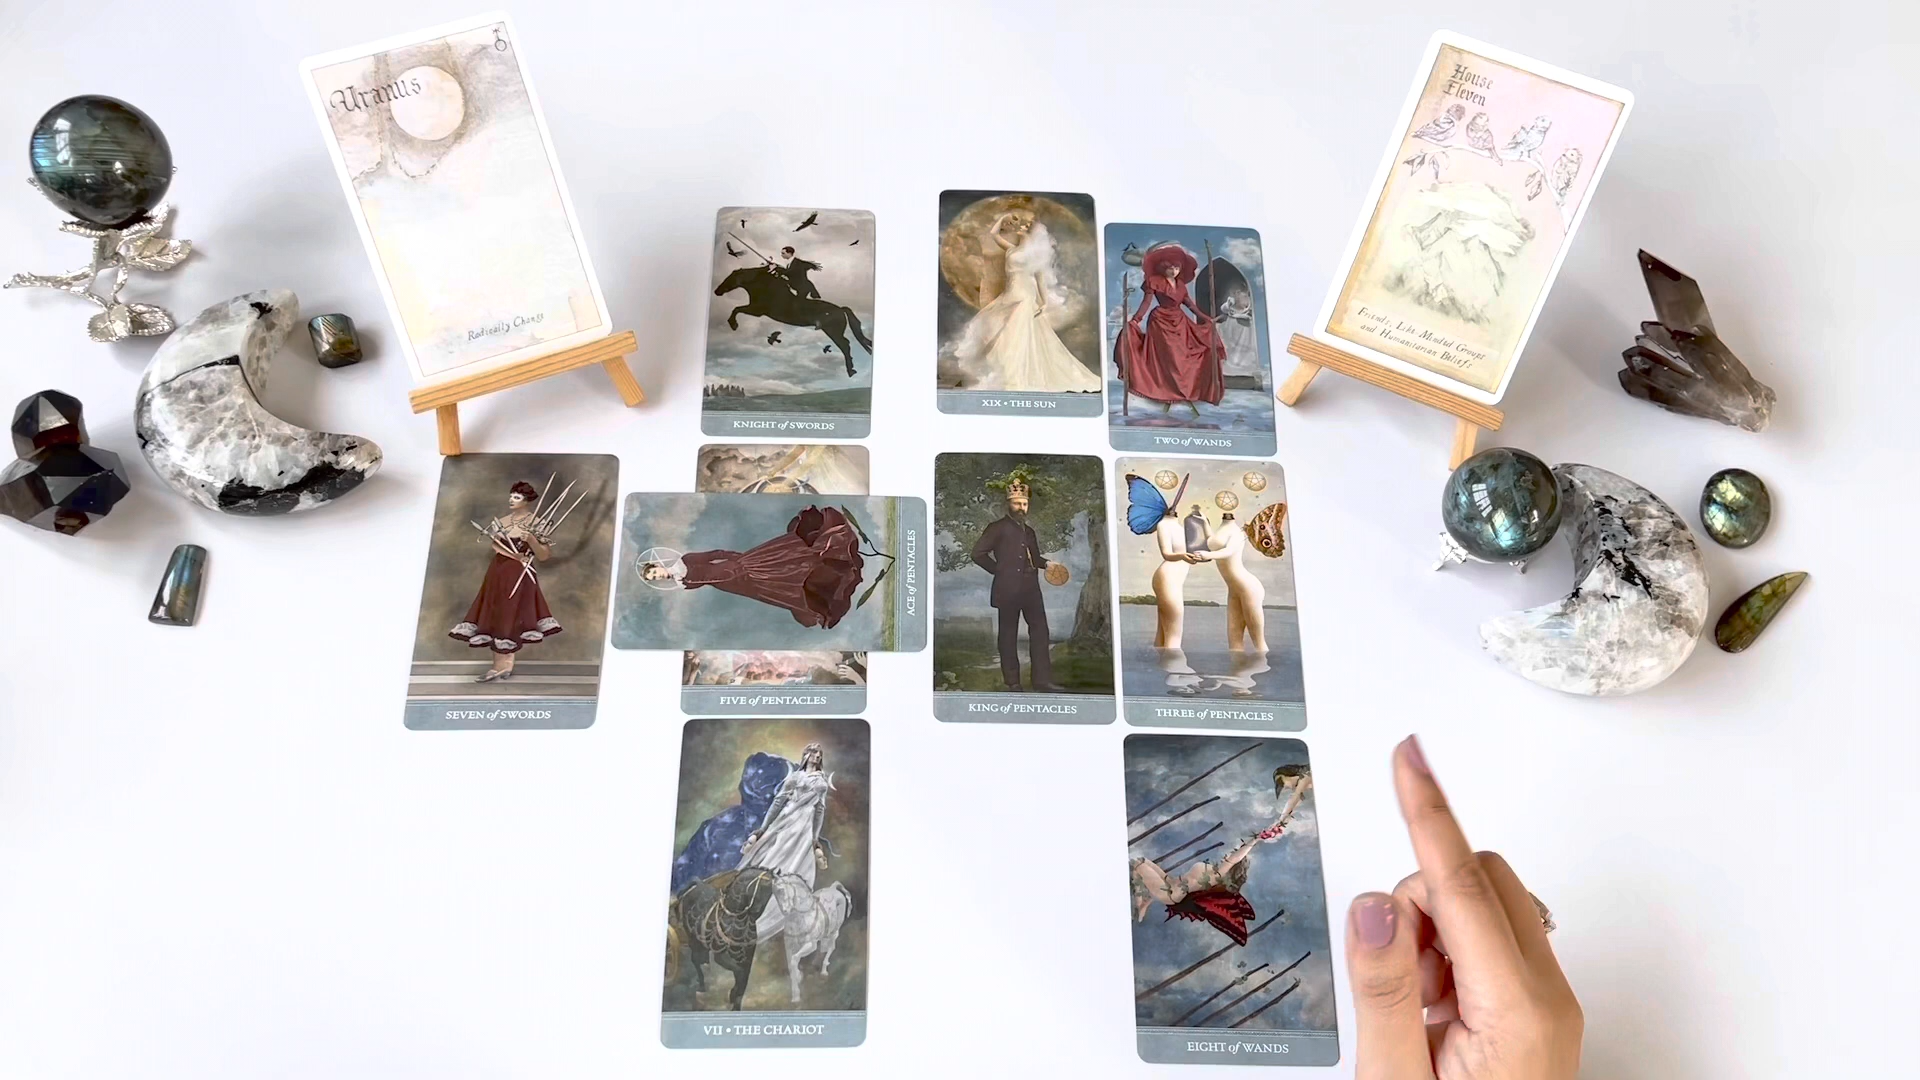 Uranus
Radically Change
House
Eleven
Friends, Like Minded Groups
and Humanitarian Beliefs
KNIGHT of SWORDS
XIX • THE SUN
TWO of WANDS
SEVEN of SWORDS
ACE of PENTACLES
FIVE of PENTACLES
KING of PENTACLES
THREE of PENTACLES
VII • THE CHARIOT
EIGHT of WANDS